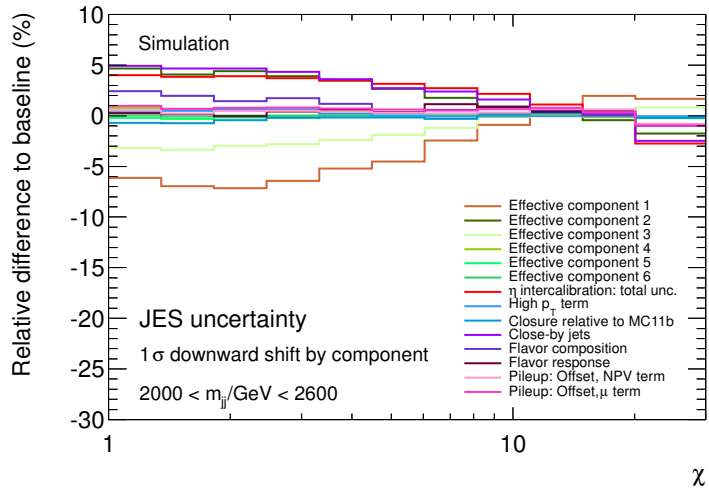 Relative difference to baseline (%)
10
5
0
-5
-10
-15
-20
-25
-30
Simulation
Effective component 1
Effective component 2
Effective component 3
Effective component 4
Effective component 5
Effective component 6
η intercalibration: total unc.
High p_T term
Closure relative to MC11b
Close-by jets
Flavor composition
Flavor response
Pileup: Offset, NPV term
Pileup: Offset,μ term
JES uncertainty
1 σ downward shift by component
2000 < m_jj/GeV < 2600
1
10
χ